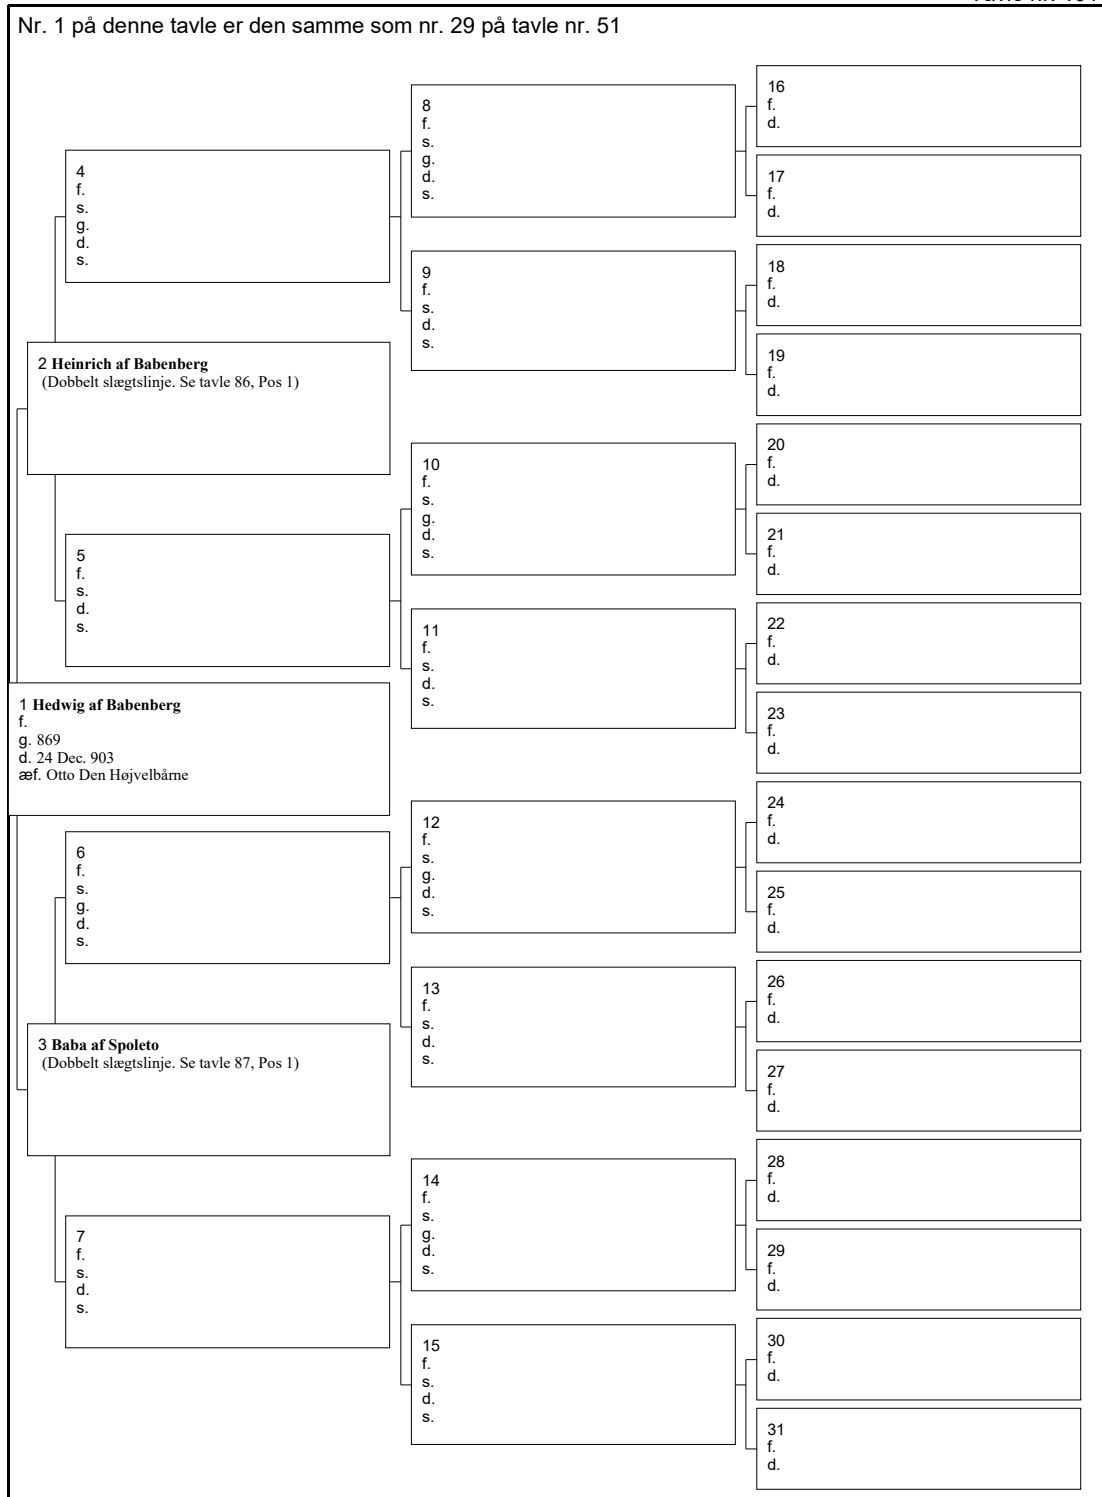 Nr. 1 på denne tavle er den samme som nr. 29 på tavle nr. 51
16
f.
d.
8
f.
s.
g.
d.
s.
17
f.
d.
4
f.
s.
g.
d.
s.
18
f.
d.
9
f.
s.
d.
s.
19
f.
d.
2 Heinrich af Babenberg
(Dobbelt slægtslinje. Se tavle 86, Pos 1)
20
f.
d.
10
f.
s.
g.
d.
s.
21
f.
d.
5
f.
s.
d.
s.
22
f.
d.
11
f.
s.
d.
s.
23
f.
d.
1 Hedwig af Babenberg
f.
g. 869
d. 24 Dec. 903
æf. Otto Den Højvelbårne
24
f.
d.
12
f.
s.
g.
d.
s.
25
f.
d.
6
f.
s.
g.
d.
s.
26
f.
d.
13
f.
s.
d.
s.
27
f.
d.
3 Baba af Spoleto
(Dobbelt slægtslinje. Se tavle 87, Pos 1)
28
f.
d.
14
f.
s.
g.
d.
s.
29
f.
d.
7
f.
s.
d.
s.
30
f.
d.
15
f.
s.
d.
s.
31
f.
d.